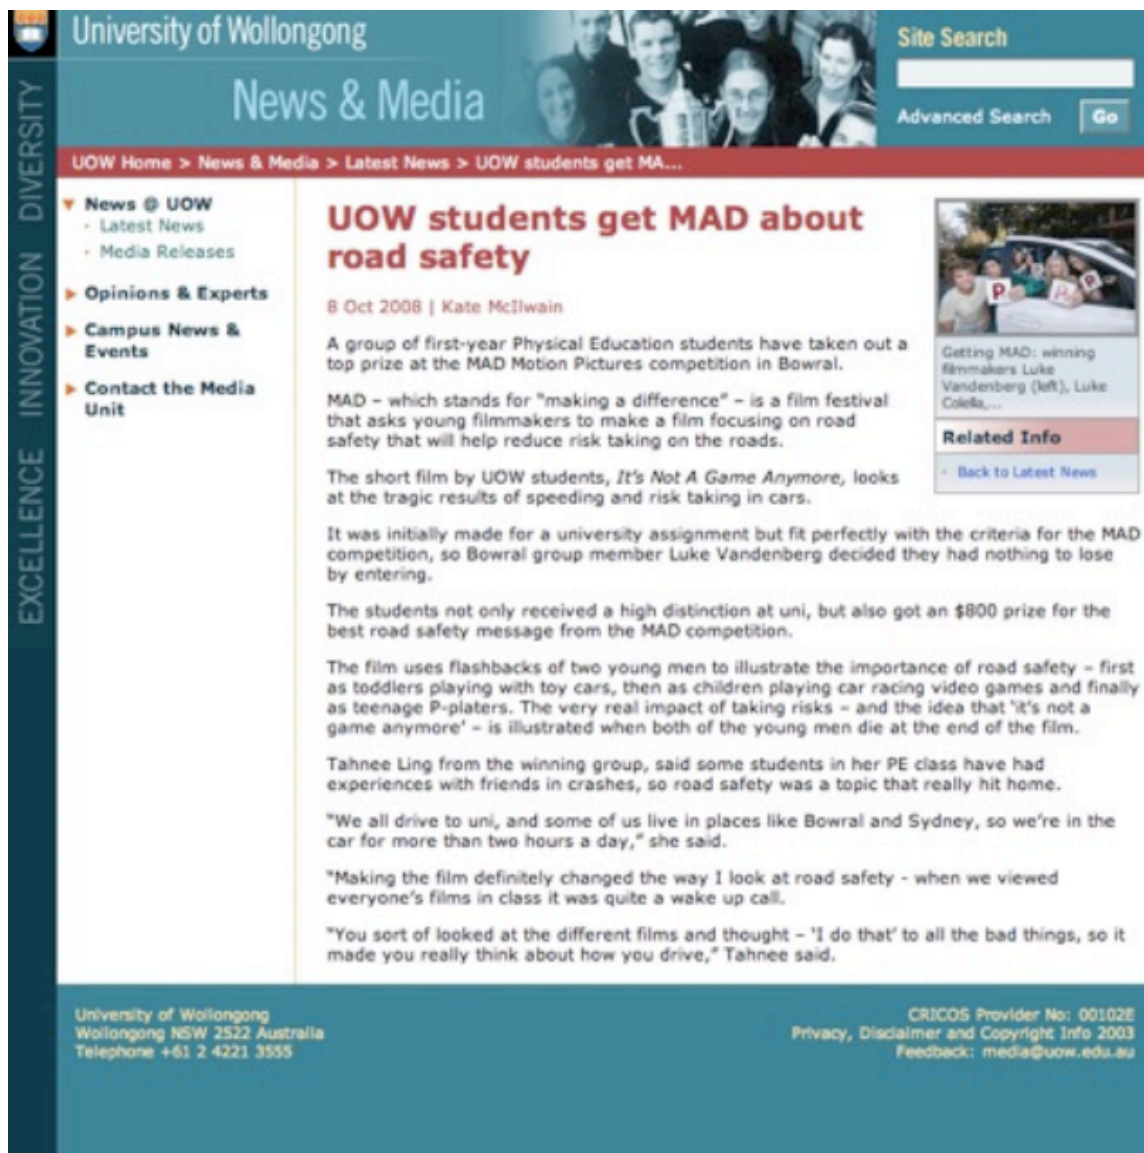 University of Wollongong
News & Media
Site Search
Advanced Search
Go
EXCELLENCE INNOVATION DIVERSITY
UOW Home > News & Media > Latest News > UOW students get MA...
News @ UOW
Latest News
Media Releases
Opinions & Experts
Campus News &
Events
Contact the Media
Unit
UOW students get MAD about
road safety
8 Oct 2008 | Kate McIlwain
A group of first-year Physical Education students have taken out a
top prize at the MAD Motion Pictures competition in Bowral.
MAD – which stands for "making a difference" – is a film festival
that asks young filmmakers to make a film focusing on road
safety that will help reduce risk taking on the roads.
The short film by UOW students, It's Not A Game Anymore, looks
at the tragic results of speeding and risk taking in cars.
It was initially made for a university assignment but fit perfectly with the criteria for the MAD
competition, so Bowral group member Luke Vandenberg decided they had nothing to lose
by entering.
The students not only received a high distinction at uni, but also got an $800 prize for the
best road safety message from the MAD competition.
The film uses flashbacks of two young men to illustrate the importance of road safety – first
as toddlers playing with toy cars, then as children playing car racing video games and finally
as teenage P-platers. The very real impact of taking risks – and the idea that 'it's not a
game anymore' – is illustrated when both of the young men die at the end of the film.
Tahnee Ling from the winning group, said some students in her PE class have had
experiences with friends in crashes, so road safety was a topic that really hit home.
"We all drive to uni, and some of us live in places like Bowral and Sydney, so we're in the
car for more than two hours a day," she said.
"Making the film definitely changed the way I look at road safety - when we viewed
everyone's films in class it was quite a wake up call.
"You sort of looked at the different films and thought – 'I do that' to all the bad things, so it
made you really think about how you drive," Tahnee said.
P
P
P
Getting MAD: winning
filmmakers Luke
Vandenberg (left), Luke
Colella,...
Related Info
Back to Latest News
University of Wollongong
Wollongong NSW 2522 Australia
Telephone +61 2 4221 3555
CRICOS Provider No: 00102E
Privacy, Disclaimer and Copyright Info 2003
Feedback: media@uow.edu.au